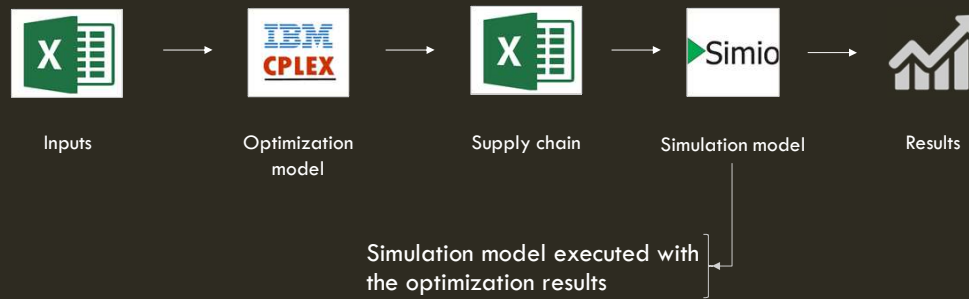 X
IBM
CPLEX
X
Simio
Inputs
Optimization
model
Supply chain
Simulation model
Results
Simulation model executed with
the optimization results